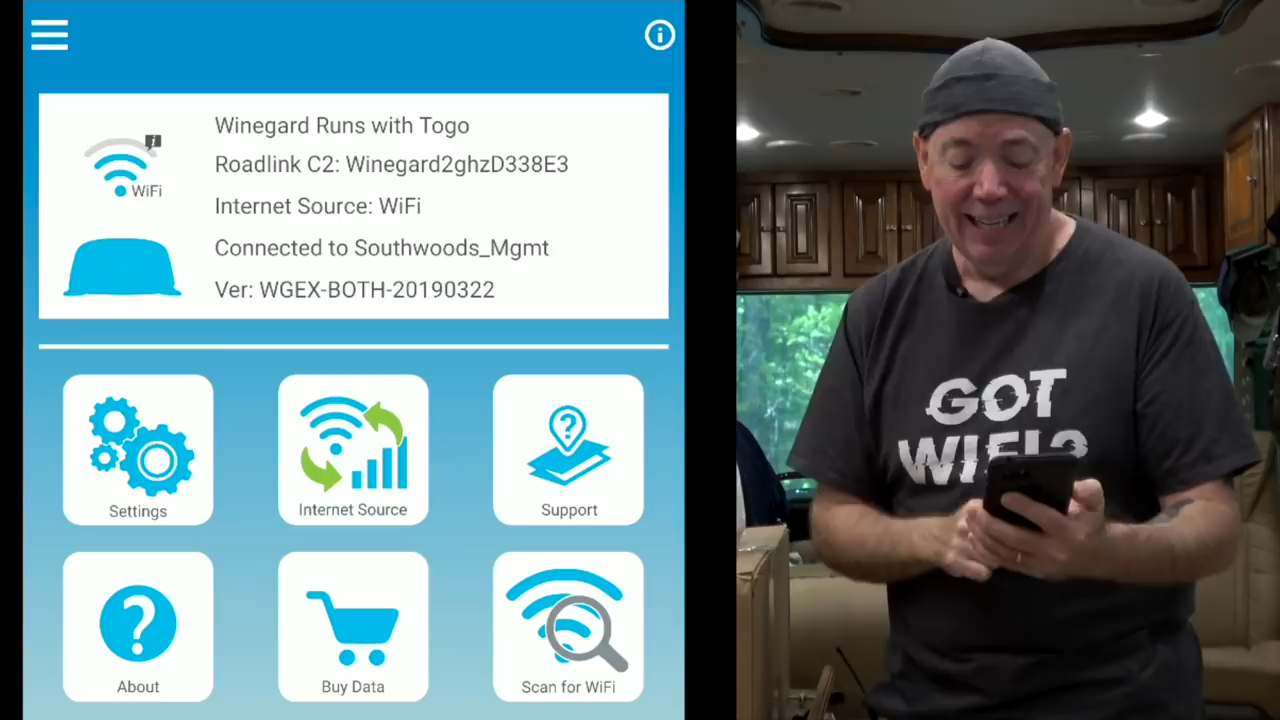 Winegard Runs with Togo
Roadlink C2: Winegard2ghzD338E3
WiFi
Internet Source: WiFi
Connected to Southwoods_Mgmt
Ver: WGEX-BOTH-20190322
Settings
Internet Source
Support
About
Buy Data
Scan for WiFi
GOT
WIFI?